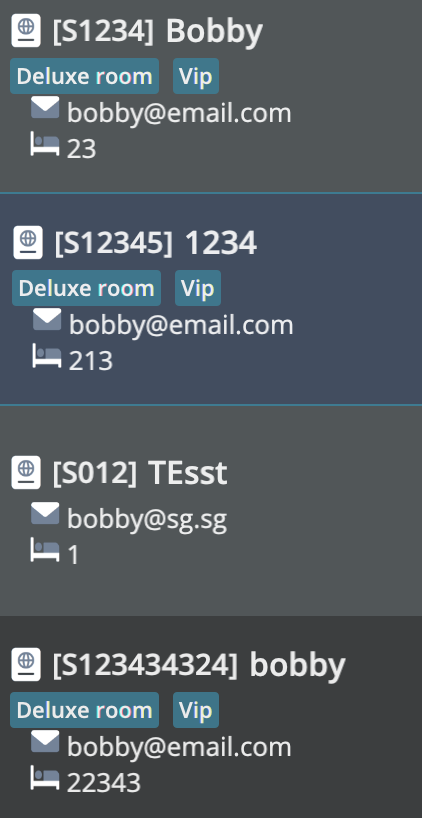 [S1234] Bobby
Deluxe room Vip
bobby@email.com
23
[S12345] 1234
Deluxe room Vip
bobby@email.com
213
[S012] TEsst
bobby@sg.sg
1
[S123434324] bobby
Deluxe room Vip
bobby@email.com
22343